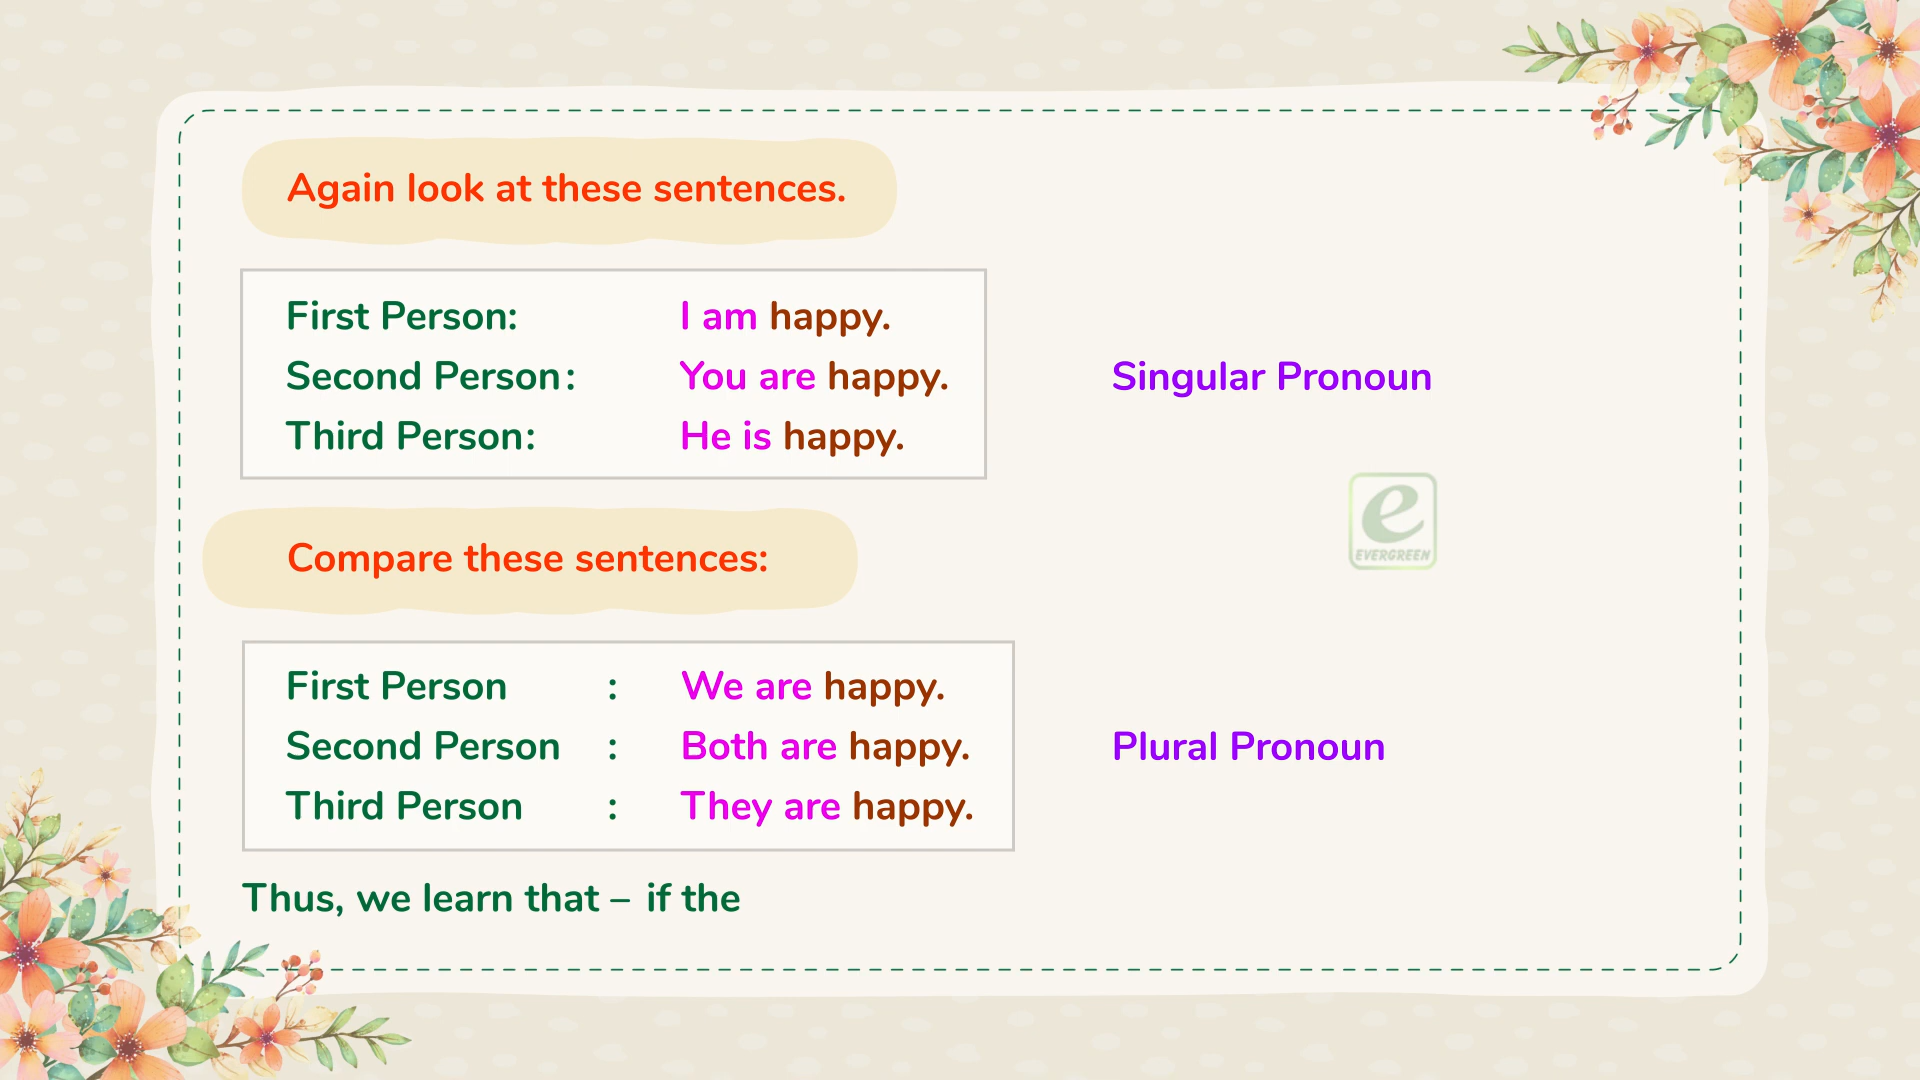 Again look at these sentences.
First Person: I am happy.
Second Person: You are happy.
Singular Pronoun
Third Person: He is happy.
e
EVERGREEN
Compare these sentences:
First Person : We are happy.
Second Person : Both are happy.
Plural Pronoun
Third Person : They are happy.
Thus, we learn that – if the